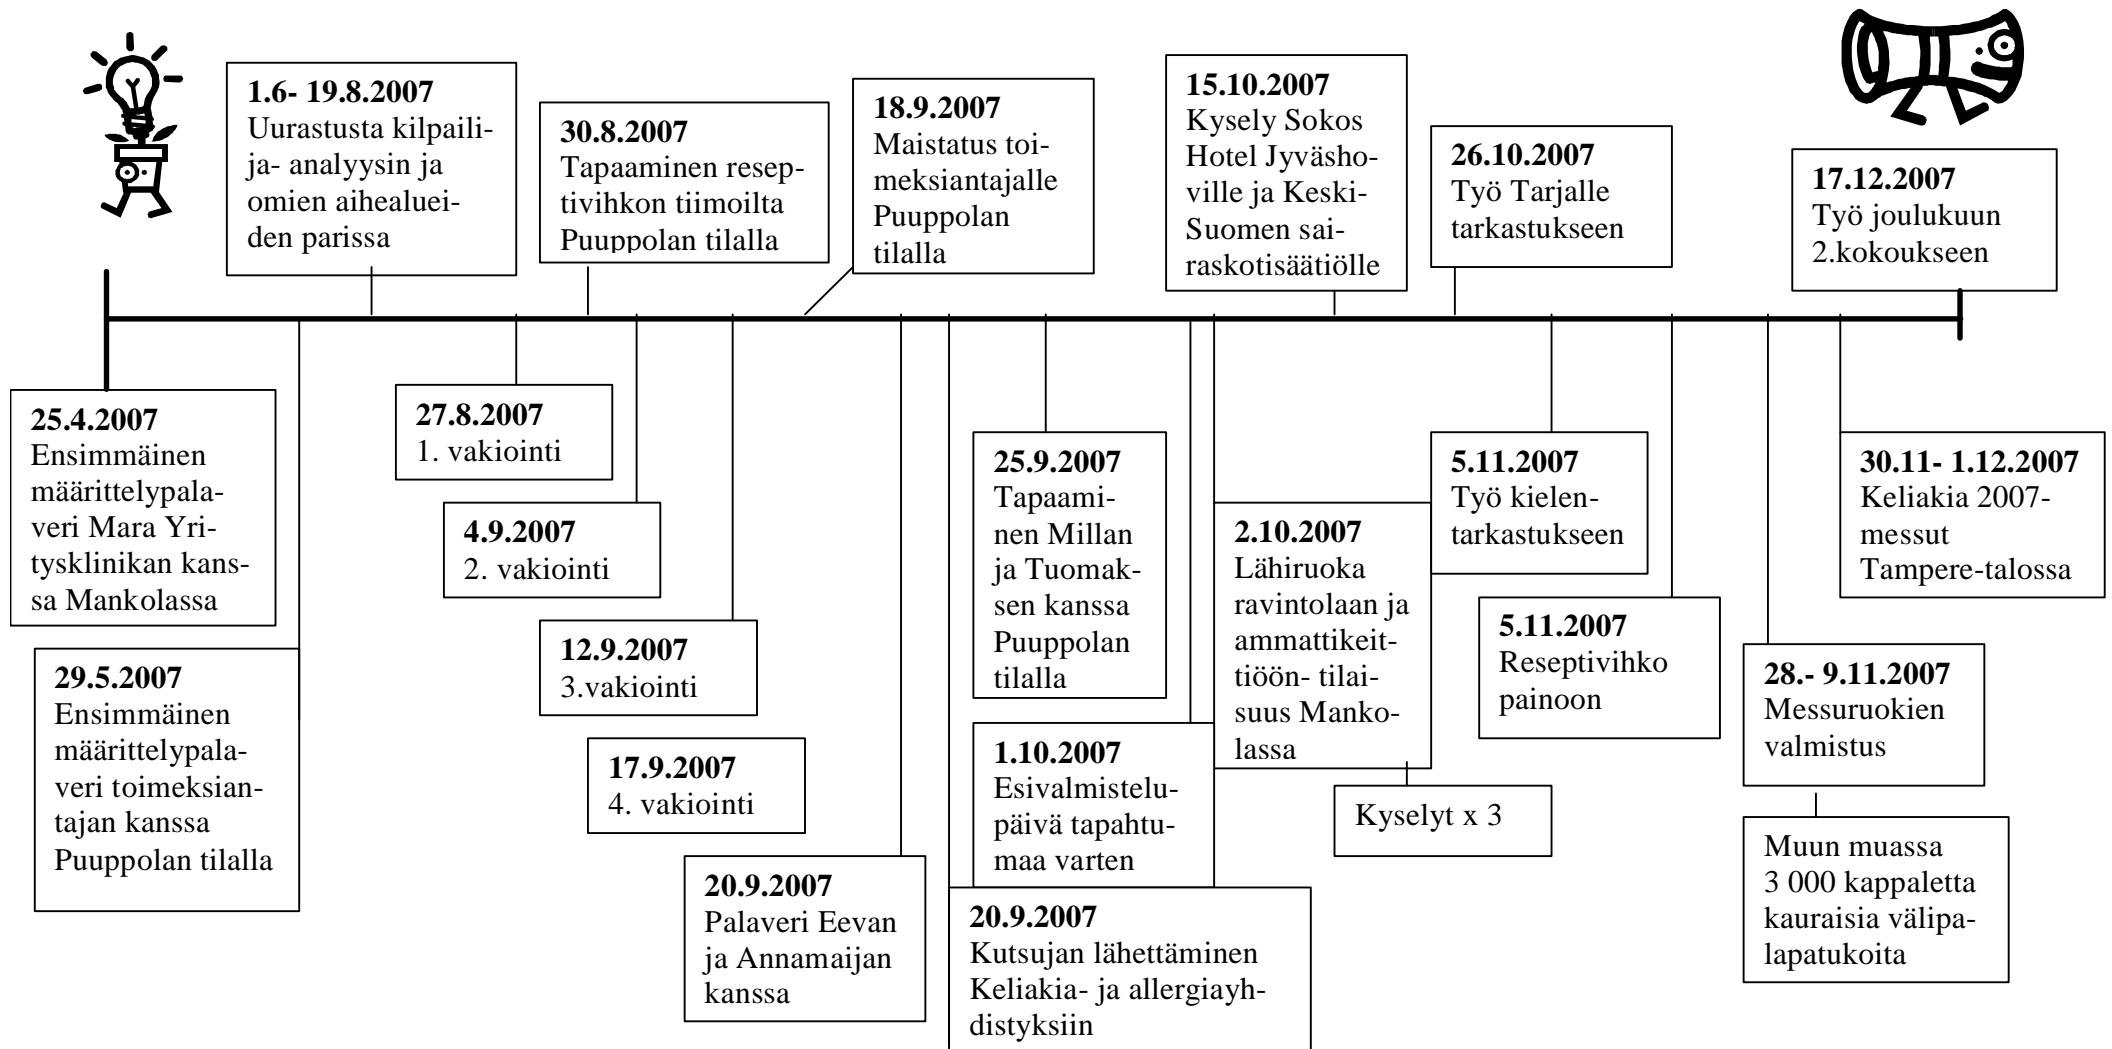 1.6- 19.8.2007
Uurastusta kilpaili-
ja- analyysin ja
omien aihealuei-
den parissa
30.8.2007
Tapaaminen resep-
tivihkon tiimoilta
Puuppolan tilalla
18.9.2007
Maistatus toi-
meksiantajalle
Puuppolan
tilalla
15.10.2007
Kysely Sokos
Hotel Jyväsho-
ville ja Keski-
Suomen sai-
raskotisäätiölle
26.10.2007
Työ Tarjalle
tarkastukseen
17.12.2007
Työ joulukuun
2.kokoukseen
25.4.2007
Ensimmäinen
määrittelypala-
veri Mara Yri-
tysklinikan kans-
sa Mankolassa
29.5.2007
Ensimmäinen
määrittelypala-
veri toimeksian-
tajan kanssa
Puuppolan tilalla
27.8.2007
1. vakiointi
4.9.2007
2. vakiointi
12.9.2007
3.vakiointi
17.9.2007
4. vakiointi
20.9.2007
Palaveri Eevan
ja Annamaijan
kanssa
20.9.2007
Kutsujan lähettäminen
Keliakia- ja allergiayh-
distyksiin
25.9.2007
Tapaami-
nen Millan
ja Tuomak-
sen kanssa
Puuppolan
tilalla
1.10.2007
Esivalmistelu-
päivä tapahtu-
maa varten
2.10.2007
Lähiruoka
ravintolaan ja
ammattikeit-
tiöön- tilai-
suus Manko-
lassa
Kyselyt x 3
5.11.2007
Työ kielen-
tarkastukseen
5.11.2007
Reseptivihko
painoon
28.- 9.11.2007
Messuruokien
valmistus
Muun muassa
3 000 kappaletta
kauraisia välipa-
lapatukoita
30.11- 1.12.2007
Keliakia 2007-
messut
Tampere-talossa